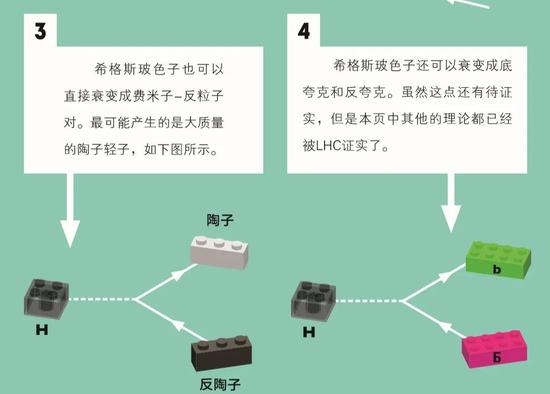 3
希格斯玻色子也可以
直接衰变成费米子-反粒子
对。最可能产生的是大质量
的陶子轻子，如下图所示。
陶子
H
反陶子
4
希格斯玻色子还可以衰变成底
夸克和反夸克。虽然这点还有待证
实，但是本页中其他的理论都已经
被LHC证实了。
b
H
b̅